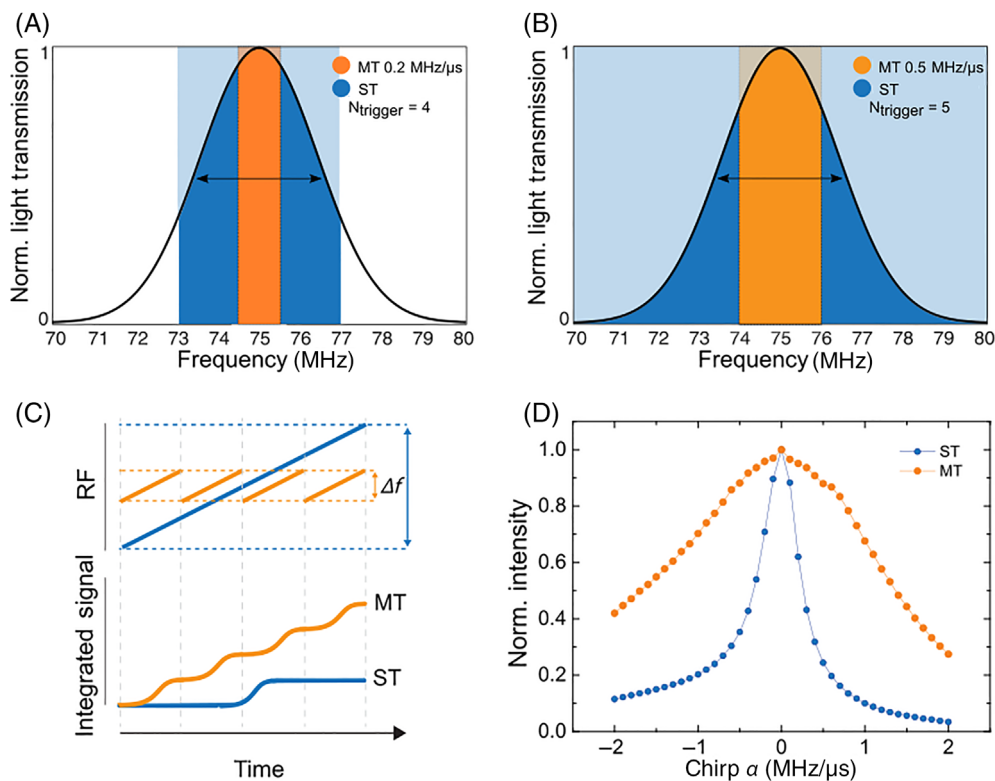 (A)
Norm. light transmission
1
0
MT 0.2 MHz/µs
ST
Ntrigger = 4
70 71 72 73 74 75 76 77 78 79 80
Frequency (MHz)
(B)
Norm. light transmission
1
0
MT 0.5 MHz/µs
ST
Ntrigger = 5
70 71 72 73 74 75 76 77 78 79 80
Frequency (MHz)
(C)
RF
Δf
Integrated signal
MT
ST
Time
(D)
Norm. intensity
1.0
0.8
0.6
0.4
0.2
0.0
ST
MT
−2 −1 0 1 2
Chirp α (MHz/µs)